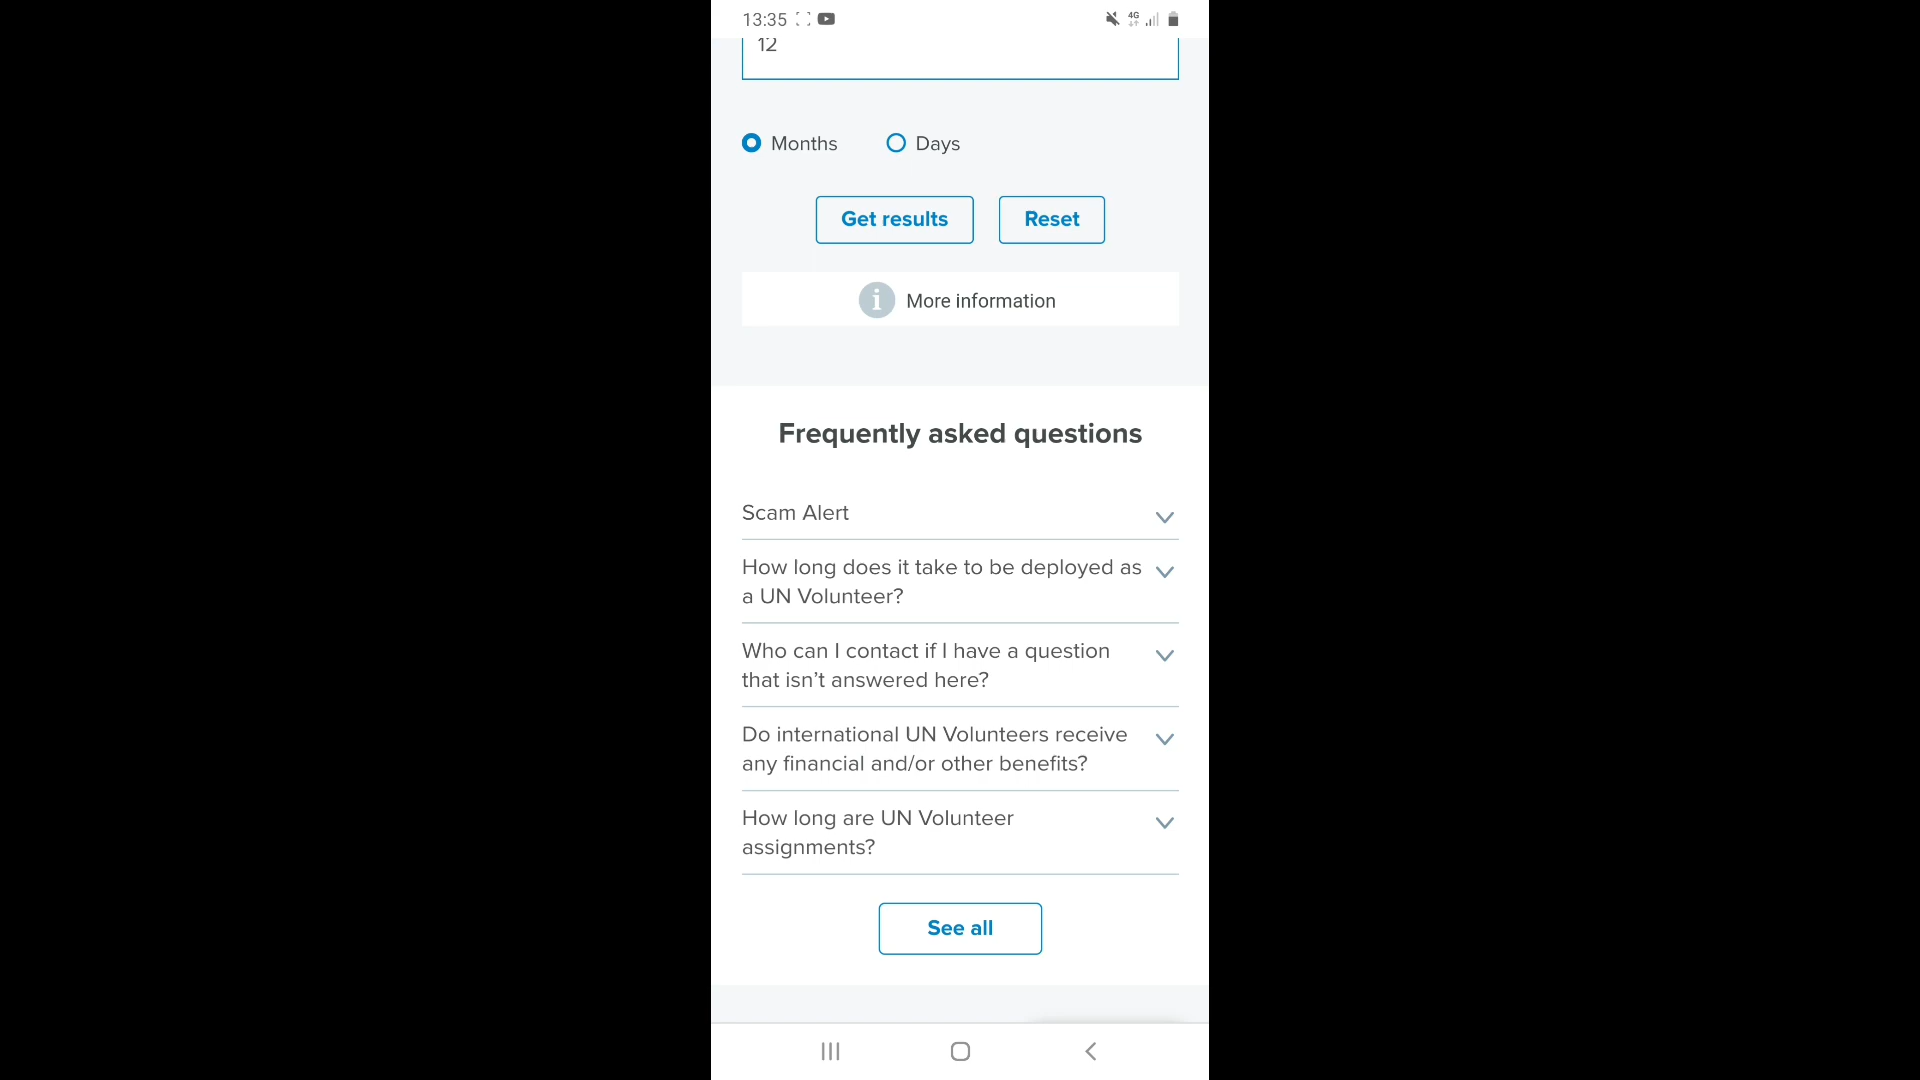 13:35
4G
12
Months
Days
Get results
Reset
i More information
Frequently asked questions
Scam Alert
How long does it take to be deployed as
a UN Volunteer?
Who can I contact if I have a question
that isn’t answered here?
Do international UN Volunteers receive
any financial and/or other benefits?
How long are UN Volunteer
assignments?
See all